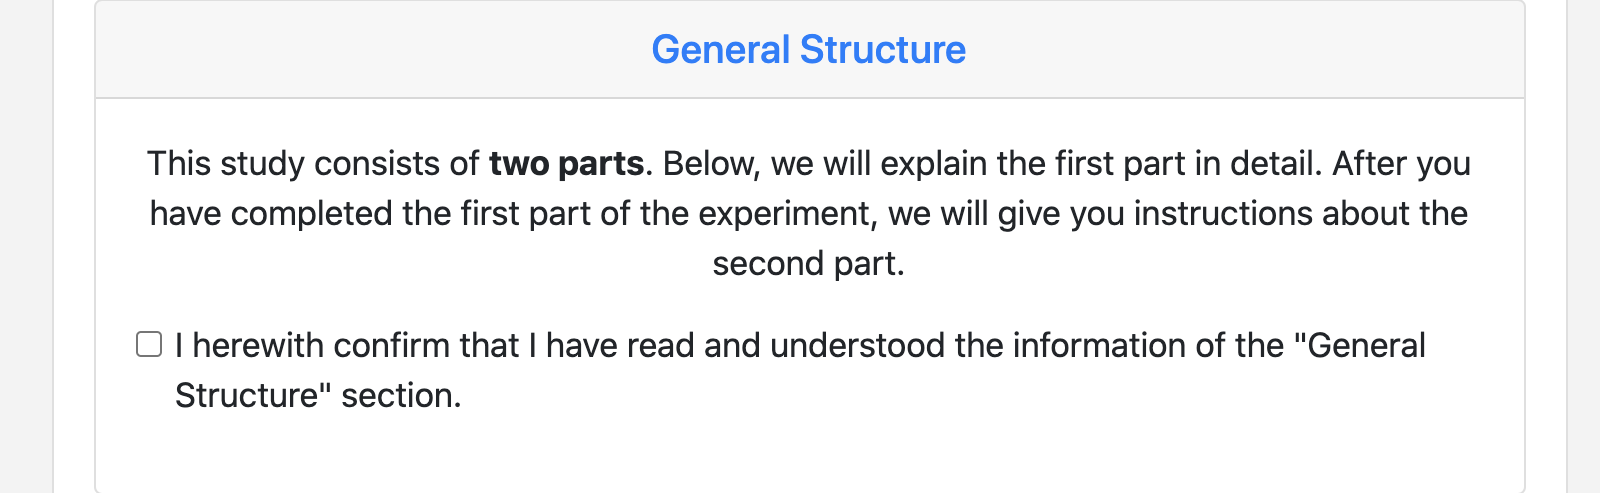 General Structure
This study consists of two parts. Below, we will explain the first part in detail. After you
have completed the first part of the experiment, we will give you instructions about the
second part.
I herewith confirm that I have read and understood the information of the "General
Structure" section.